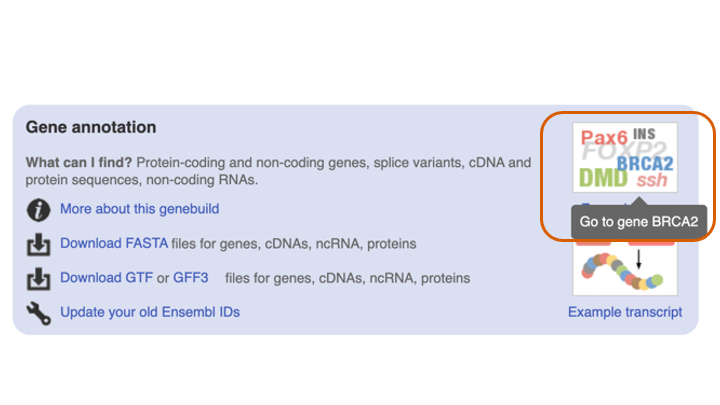 Gene annotation
What can I find? Protein-coding and non-coding genes, splice variants, cDNA and
protein sequences, non-coding RNAs.
More about this genebuild
Download FASTA files for genes, cDNAs, ncRNA, proteins
Download GTF or GFF3 files for genes, cDNAs, ncRNA, proteins
Update your old Ensembl IDs
Pax6 INS
FOXP2
BRCA2
DMD ssh
Go to gene BRCA2
Example transcript